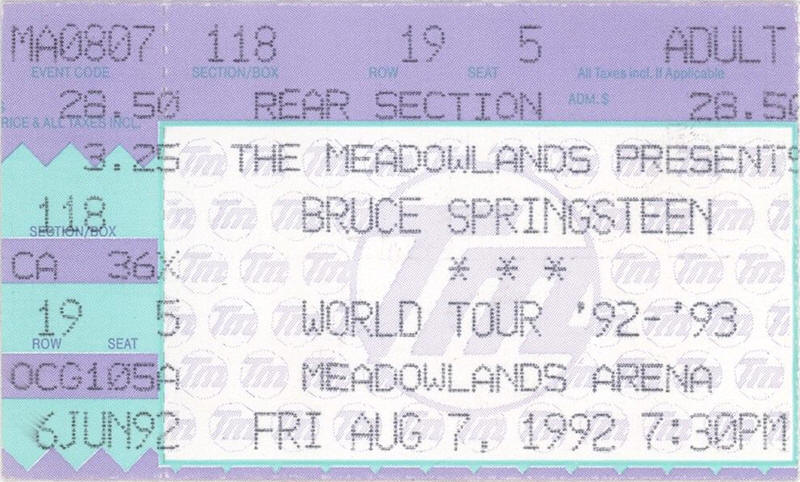 MA0807 118 19 5 ADULT
EVENT CODE SECTION/BOX ROW SEAT All Taxes incl. If Applicable
$ 28.50 REAR SECTION ADM. $ 28.50
RICE & ALL TAXES INCL.
3.25 THE MEADOWLANDS PRESENTS
118 BRUCE SPRINGSTEEN
SECTION/BOX
CA 36X * * *
19 5 WORLD TOUR '92-'93
ROW SEAT
OCG105A MEADOWLANDS ARENA
6JUN92 FRI AUG 7, 1992 7:30PM